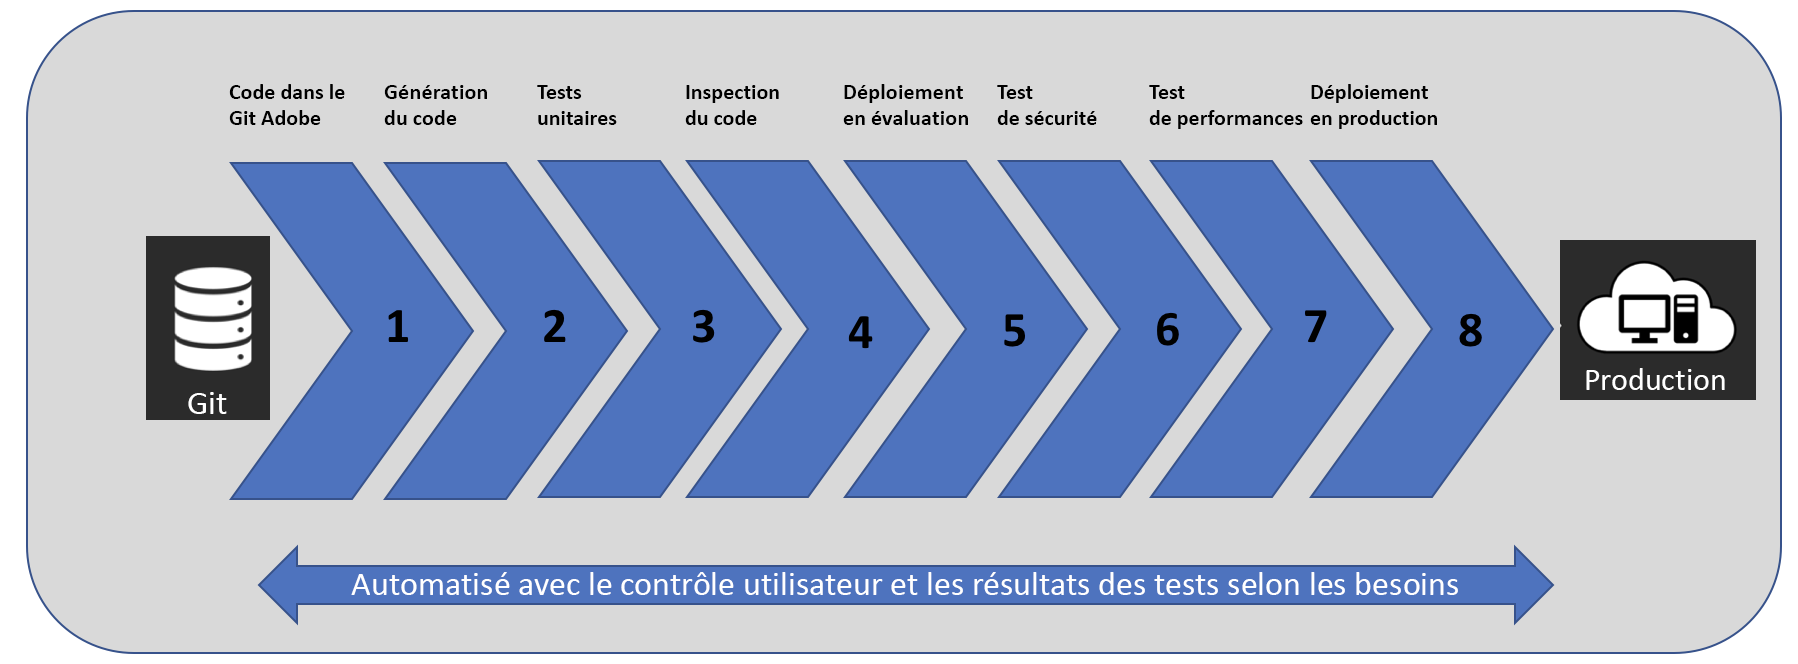 Code dans le
Git Adobe
Génération
du code
Tests
unitaires
Inspection
du code
Déploiement
en évaluation
Test
de sécurité
Test
de performances
Déploiement
en production
1
2
3
4
5
6
7
8
Git
Production
Automatisé avec le contrôle utilisateur et les résultats des tests selon les besoins